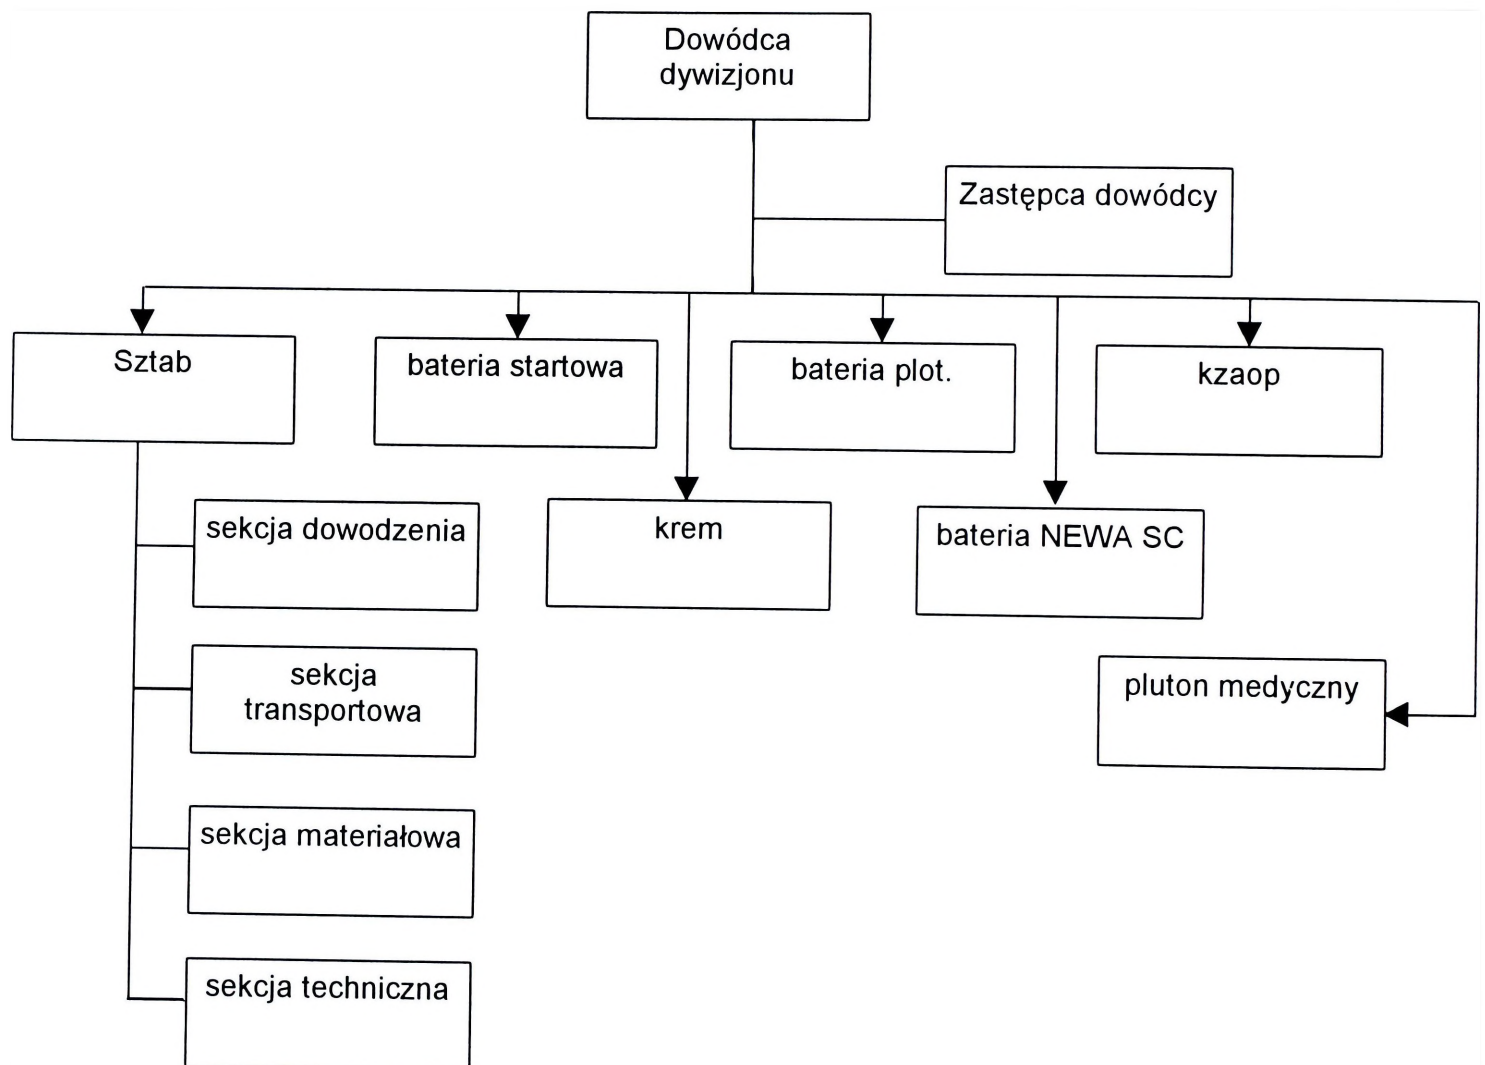 Dowódca
dywizjonu
Zastępca dowódcy
Sztab
bateria startowa
bateria plot.
kzaop
sekcja dowodzenia
krem
bateria NEWA SC
sekcja
transportowa
pluton medyczny
sekcja materiałowa
sekcja techniczna